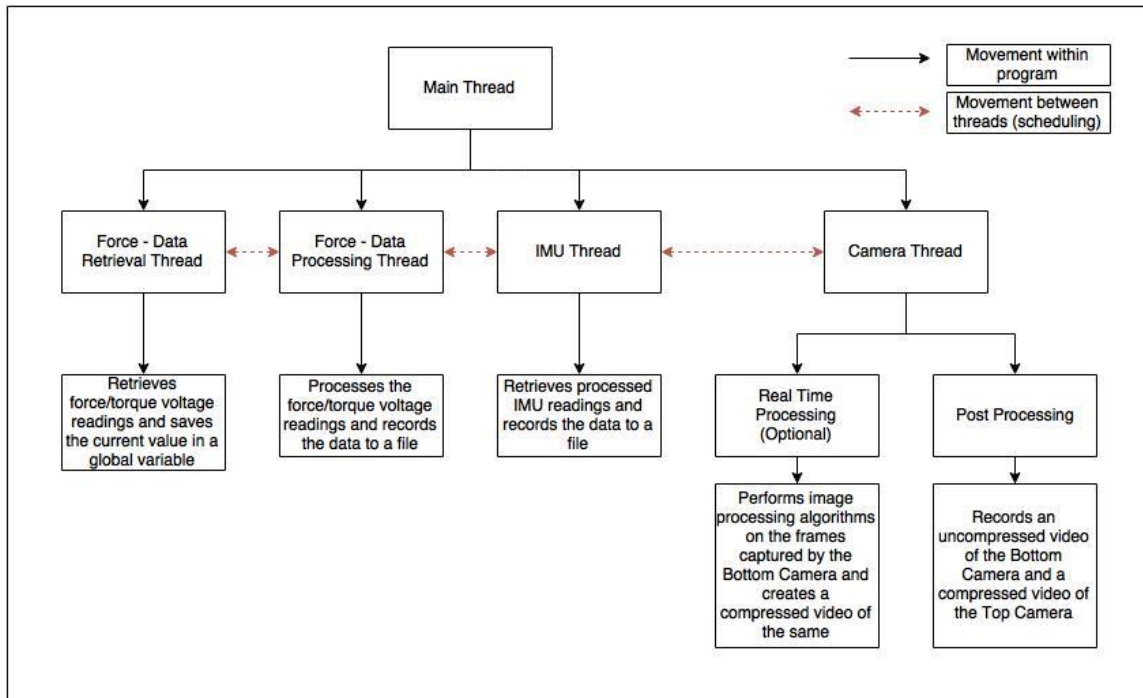 Main Thread
Movement within
program
Movement between
threads (scheduling)
Force - Data
Retrieval Thread
Force - Data
Processing Thread
IMU Thread
Camera Thread
Retrieves
force/torque voltage
readings and saves
the current value in a
global variable
Processes the
force/torque voltage
readings and records
the data to a file
Retrieves processed
IMU readings and
records the data to a
file
Real Time
Processing
(Optional)
Post Processing
Performs image
processing algorithms
on the frames
captured by the
Bottom Camera and
creates a
compressed video of
the same
Records an
uncompressed video
of the Bottom
Camera and a
compressed video of
the Top Camera